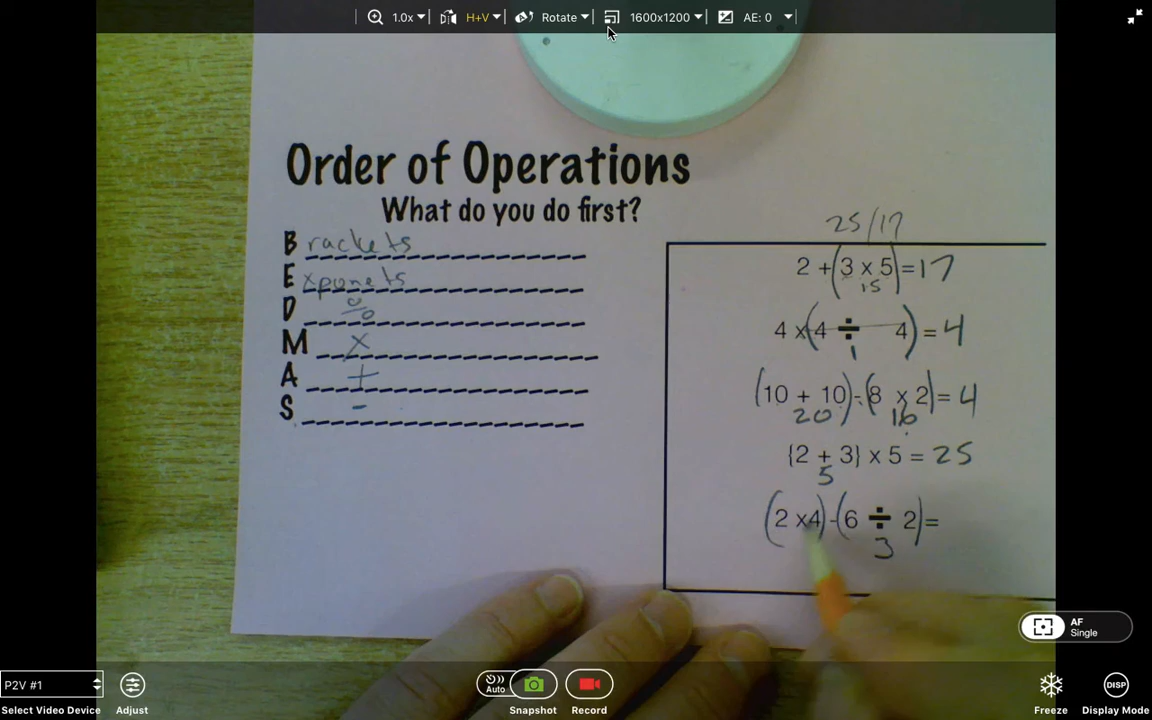 1.0x H+V Rotate 1600x1200 AE: 0
Order of Operations
What do you do first?
Brackets
Exponets
D %
M x
A +
S -
25/17
2 + (3 x 5) = 17
15
4 x (4 ÷ 4) = 4
1
(10 + 10) - (8 x 2) = 4
20 16
{2 + 3} x 5 = 25
5
(2 x 4) - (6 ÷ 2) =
3
AF
Single
P2V #1
Select Video Device
Adjust
Auto
Snapshot
Record
Freeze
DISP
Display Mode